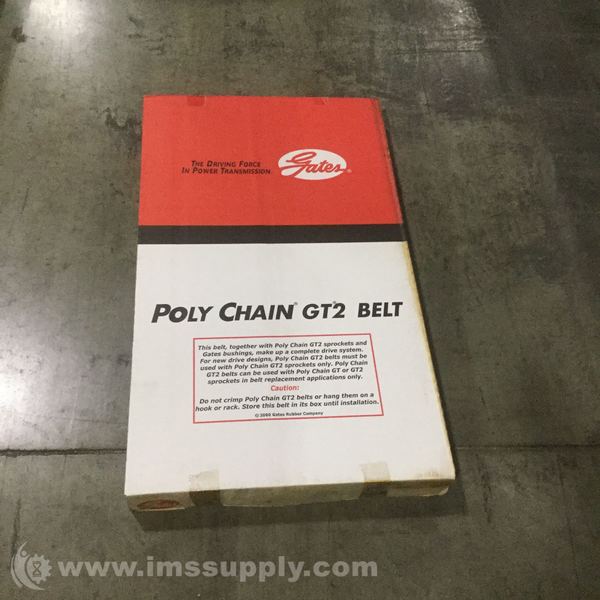 THE DRIVING FORCE
IN POWER TRANSMISSION
Gates®
POLY CHAIN® GT®2 BELT
This belt, together with Poly Chain GT2 sprockets and
Gates bushings, make up a complete drive system.
For new drive designs, Poly Chain GT2 belts must be
used with Poly Chain GT2 sprockets only. Poly Chain
GT2 belts can be used with Poly Chain GT or GT2
sprockets in belt replacement applications only.
Caution:
Do not crimp Poly Chain GT2 belts or hang them on a
hook or rack. Store this belt in its box until installation.
© 2000 Gates Rubber Company
Gates
www.imssupply.com